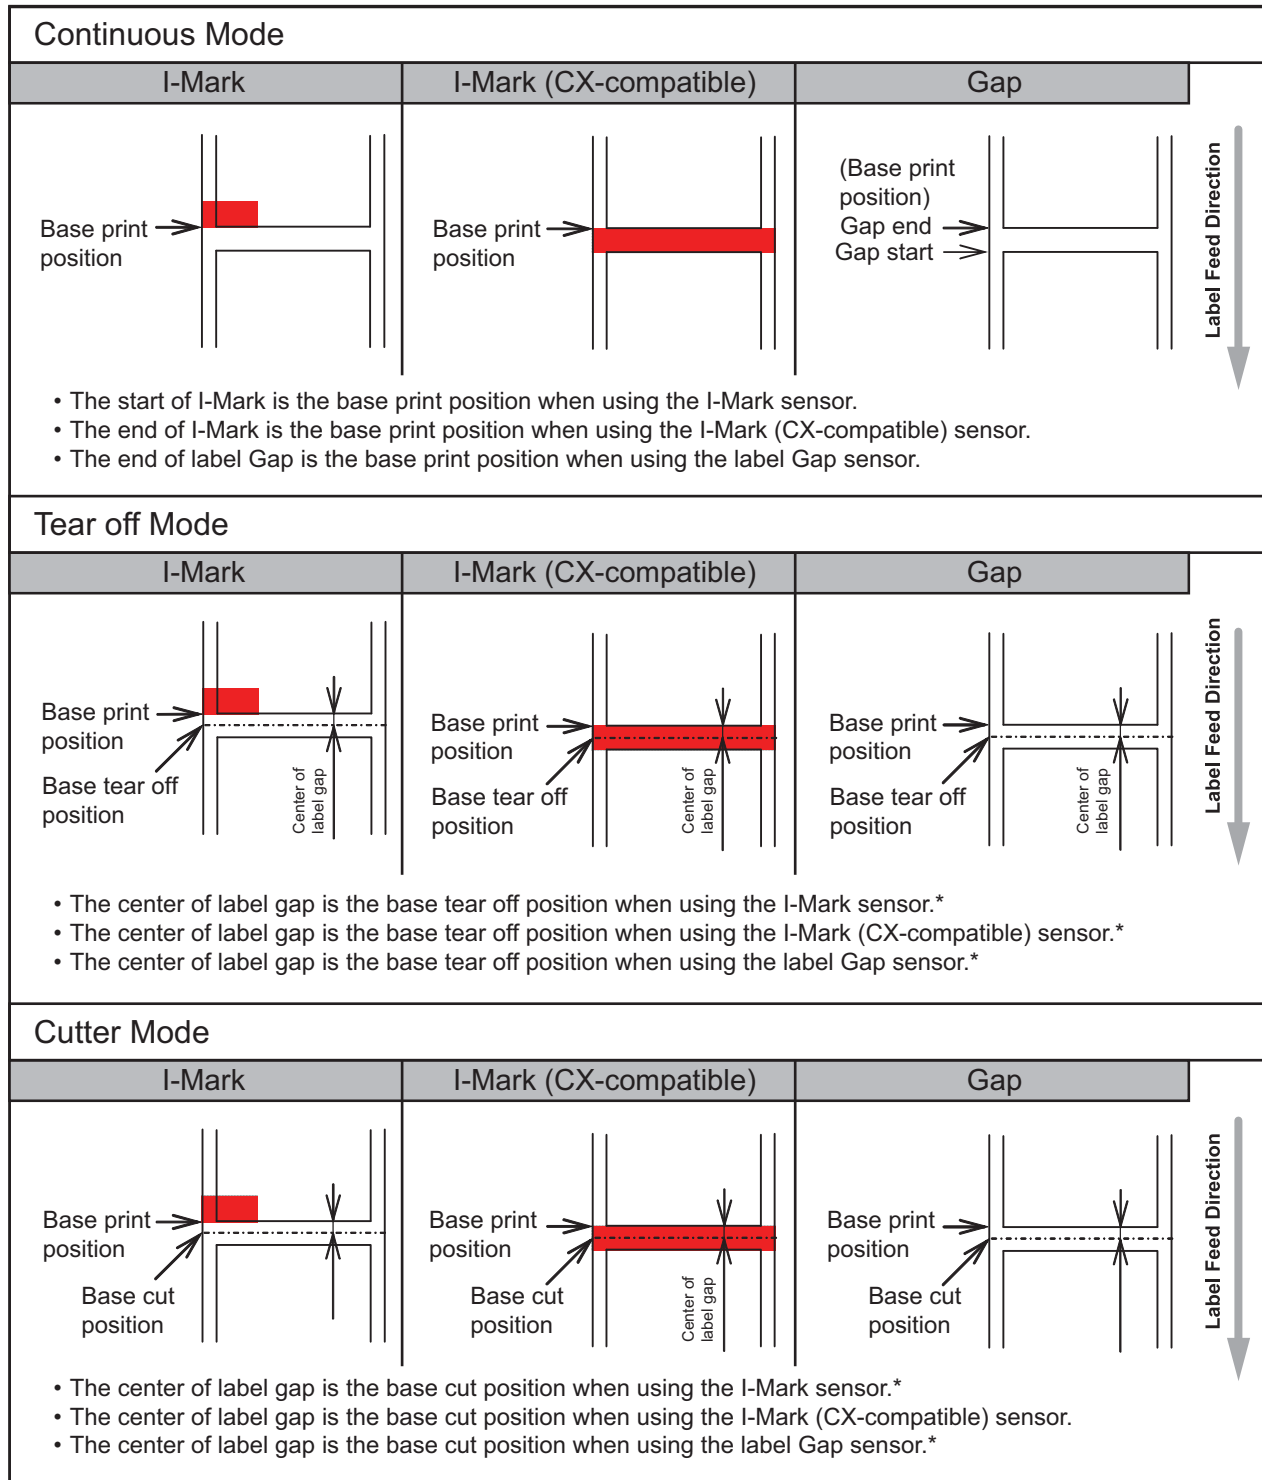 Continuous Mode
I-Mark
I-Mark (CX-compatible)
Gap
Base print
position
Base print
position
(Base print
position)
Gap end
Gap start
Label Feed Direction
• The start of I-Mark is the base print position when using the I-Mark sensor.
• The end of I-Mark is the base print position when using the I-Mark (CX-compatible) sensor.
• The end of label Gap is the base print position when using the label Gap sensor.
Tear off Mode
I-Mark
I-Mark (CX-compatible)
Gap
Base print
position
Base tear off
position
Center of
label gap
Base print
position
Base tear off
position
Center of
label gap
Base print
position
Base tear off
position
Center of
label gap
Label Feed Direction
• The center of label gap is the base tear off position when using the I-Mark sensor.*
• The center of label gap is the base tear off position when using the I-Mark (CX-compatible) sensor.*
• The center of label gap is the base tear off position when using the label Gap sensor.*
Cutter Mode
I-Mark
I-Mark (CX-compatible)
Gap
Base print
position
Base cut
position
Base print
position
Base cut
position
Center of
label gap
Base print
position
Base cut
position
Label Feed Direction
• The center of label gap is the base cut position when using the I-Mark sensor.*
• The center of label gap is the base cut position when using the I-Mark (CX-compatible) sensor.
• The center of label gap is the base cut position when using the label Gap sensor.*